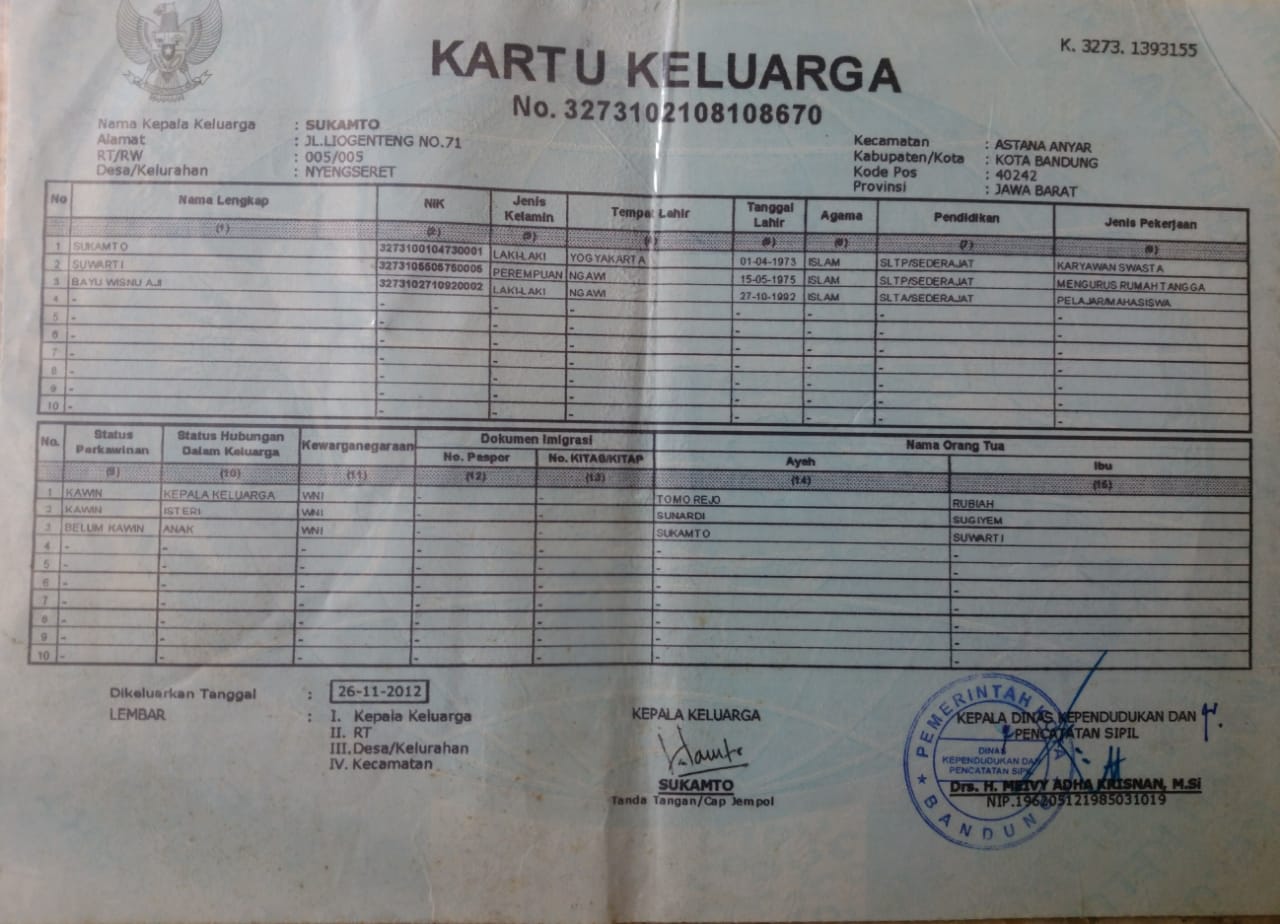 K. 3273. 1393155
KARTU KELUARGA
No. 3273102108108670
Nama Kepala Keluarga : SUKAMTO
Alamat : JL.LIOGENTENG NO.71
RT/RW : 005/005
Desa/Kelurahan : NYENGSERET
Kecamatan : ASTANA ANYAR
Kabupaten/Kota : KOTA BANDUNG
Kode Pos : 40242
Provinsi : JAWA BARAT
No Nama Lengkap NIK Jenis Kelamin Tempat Lahir Tanggal Lahir Agama Pendidikan Jenis Pekerjaan
(1) (2) (3) (4) (5) (6) (7) (8)
1 SUKAMTO 3273100104730001 LAKI-LAKI YOGYAKARTA 01-04-1973 ISLAM SLTP/SEDERAJAT KARYAWAN SWASTA
2 SUWARTI 3273105505750005 PEREMPUAN NGAWI 15-05-1975 ISLAM SLTP/SEDERAJAT MENGURUS RUMAH TANGGA
3 BAYU WISNU AJI 3273102710920002 LAKI-LAKI NGAWI 27-10-1992 ISLAM SLTA/SEDERAJAT PELAJAR/MAHASISWA
4 - - - - - - - -
5 - - - - - - - -
6 - - - - - - - -
7 - - - - - - - -
8 - - - - - - - -
9 - - - - - - - -
10 - - - - - - - -
No. Status Perkawinan Status Hubungan Dalam Keluarga Kewarganegaraan Dokumen Imigrasi Nama Orang Tua
No. Paspor No. KITAS/KITAP Ayah Ibu
(9) (10) (11) (12) (13) (14) (15)
1 KAWIN KEPALA KELUARGA WNI - - TOMO REJO RUBIAH
2 KAWIN ISTERI WNI - - SUNARDI SUGIYEM
3 BELUM KAWIN ANAK WNI - - SUKAMTO SUWARTI
4 - - - - - - -
5 - - - - - - -
6 - - - - - - -
7 - - - - - - -
8 - - - - - - -
9 - - - - - - -
10 - - - - - - -
Dikeluarkan Tanggal : 26-11-2012
LEMBAR : I. Kepala Keluarga
II. RT
III. Desa/Kelurahan
IV. Kecamatan
KEPALA KELUARGA
SUKAMTO
Tanda Tangan/Cap Jempol
KEPALA DINAS KEPENDUDUKAN DAN
PENCATATAN SIPIL
PEMERINTAH KOTA
DINAS
KEPENDUDUKAN DAN
PENCATATAN SIPIL
BANDUNG
Drs. H. MEIVY ADHA KRISNAN, M.Si
NIP.196205121985031019